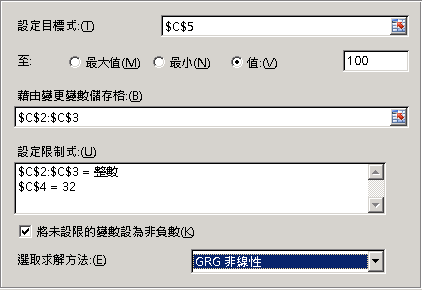 設定目標式:(T) $C$5
至: 最大值(M) 最小(N) 值:(V) 100
藉由變更變數儲存格:(B)
$C$2:$C$3
設定限制式:(U)
$C$2:$C$3 = 整數
$C$4 = 32
將未設限的變數設為非負數(K)
選取求解方法:(E) GRG 非線性